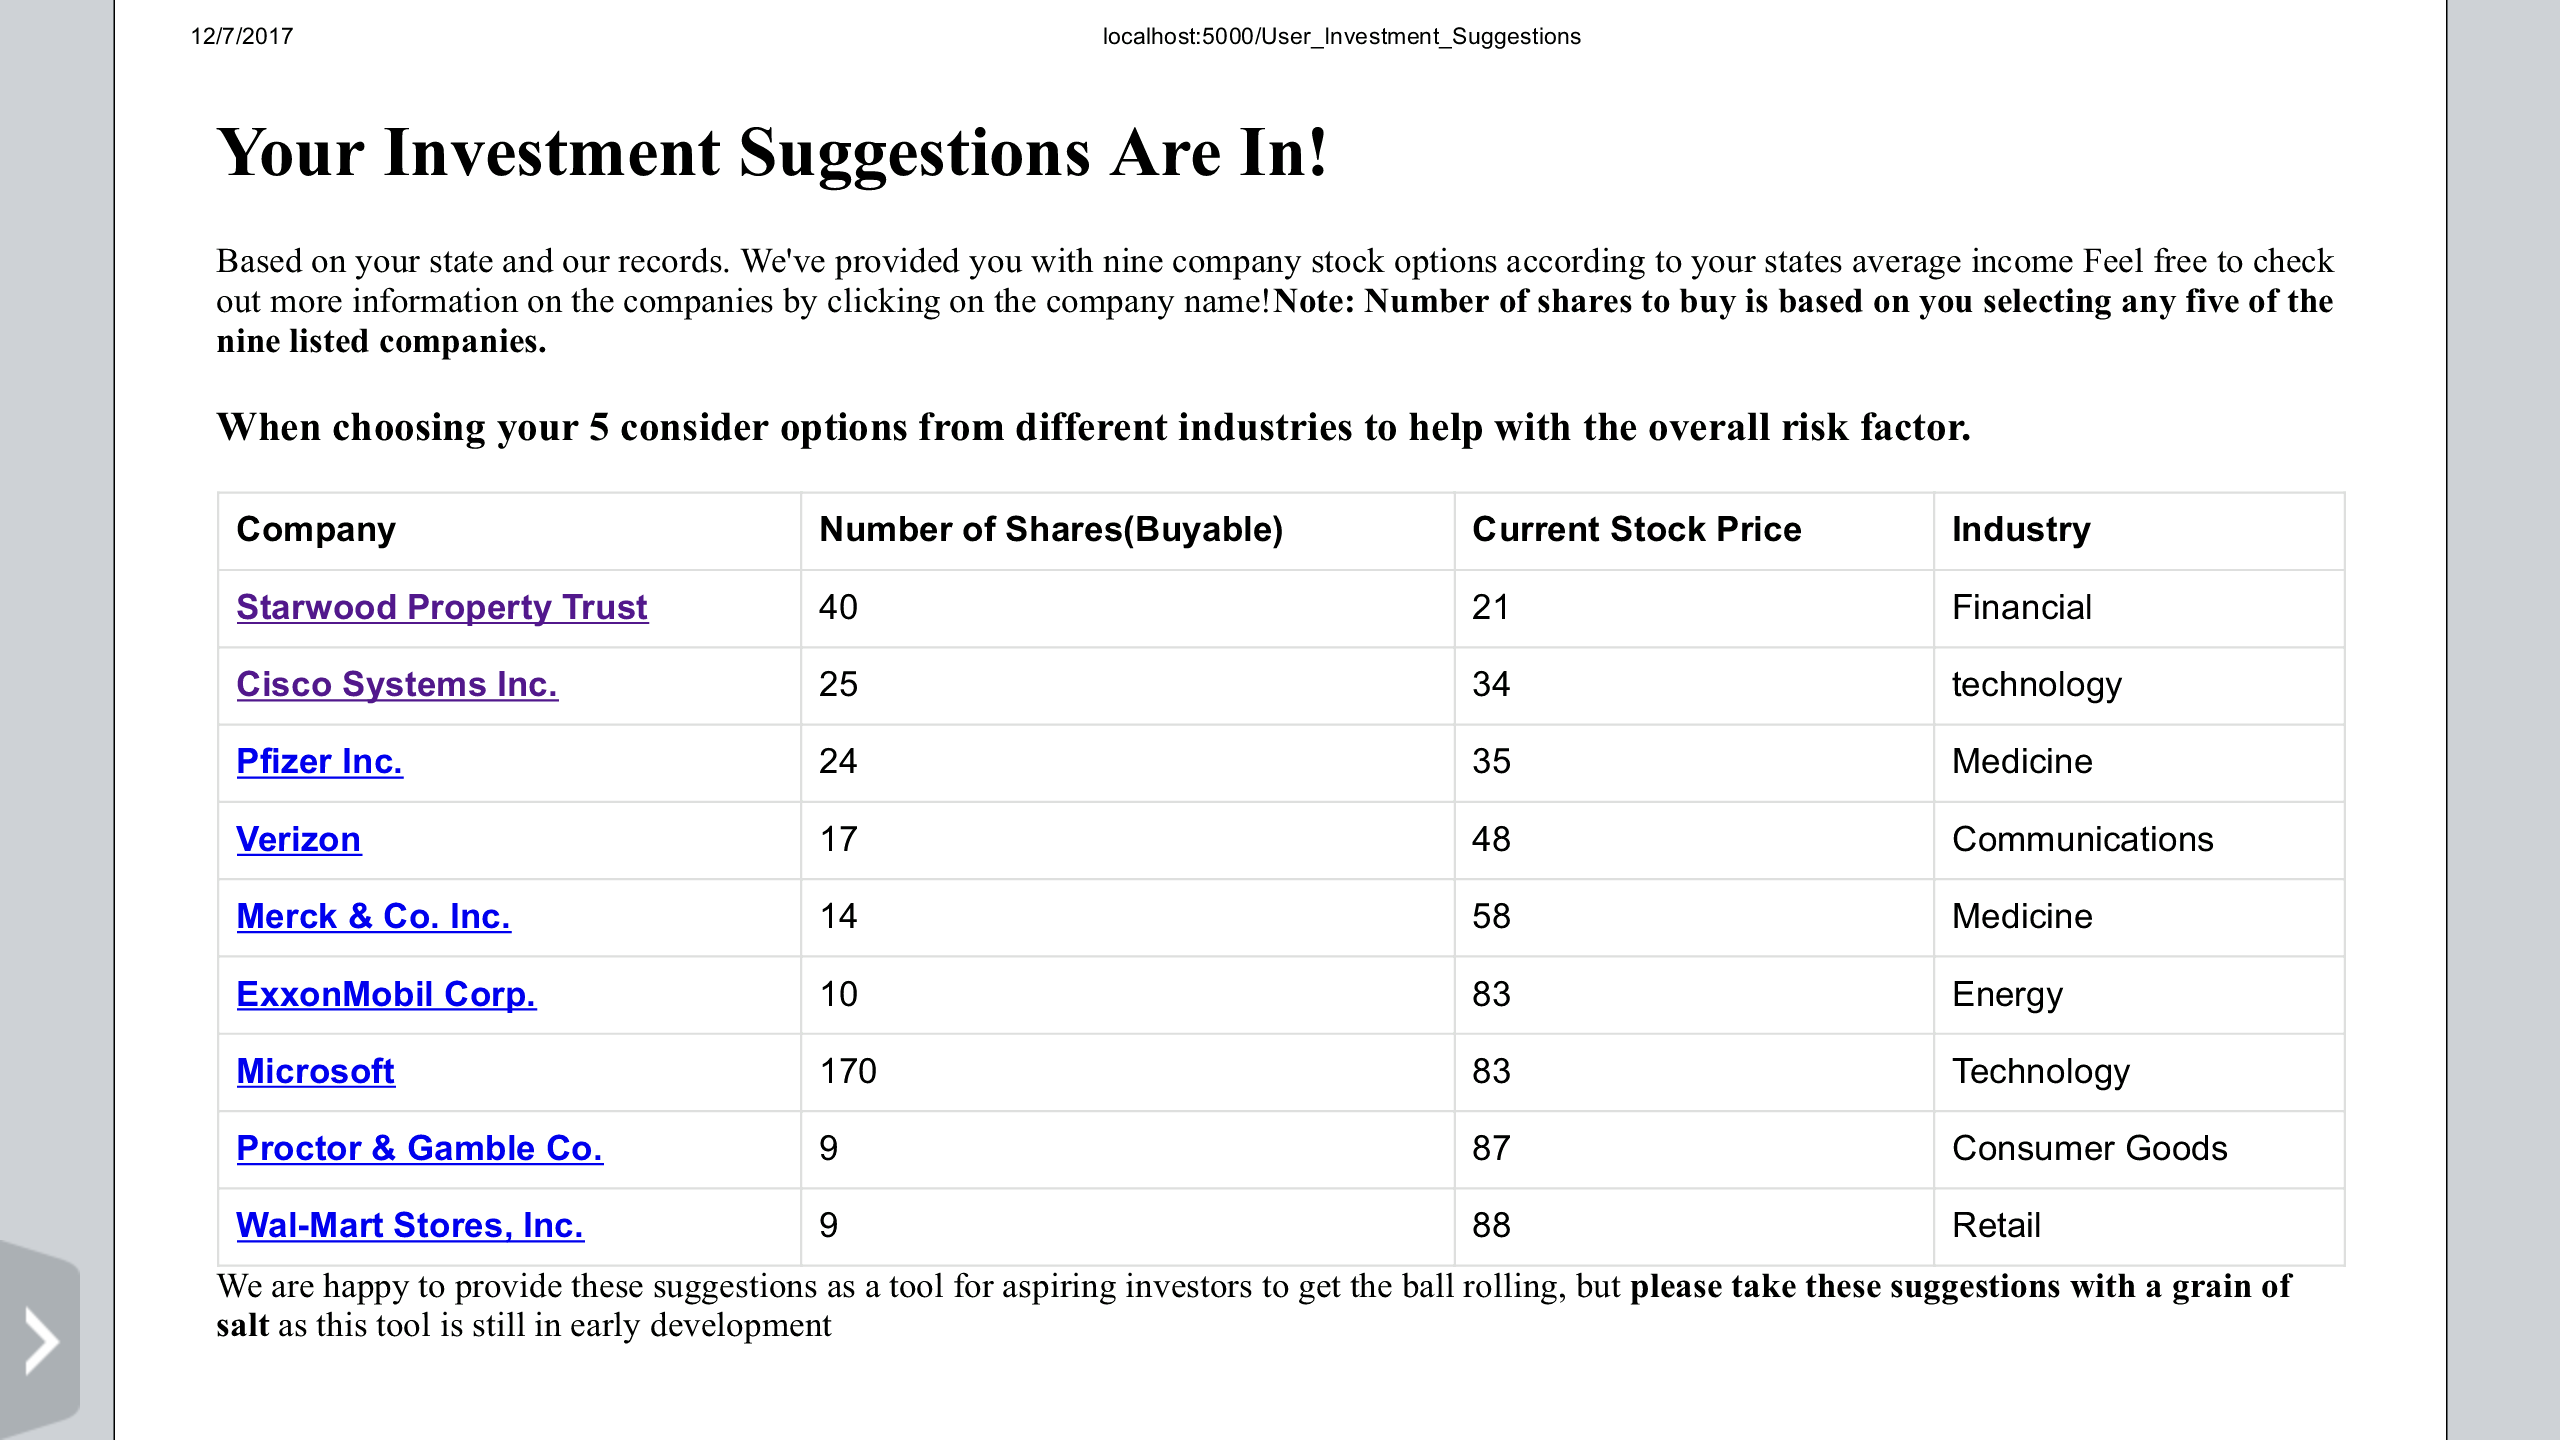 12/7/2017 localhost:5000/User_Investment_Suggestions
Your Investment Suggestions Are In!
Based on your state and our records. We've provided you with nine company stock options according to your states average income Feel free to check
out more information on the companies by clicking on the company name!Note: Number of shares to buy is based on you selecting any five of the
nine listed companies.
When choosing your 5 consider options from different industries to help with the overall risk factor.
Company Number of Shares(Buyable) Current Stock Price Industry
Starwood Property Trust 40 21 Financial
Cisco Systems Inc. 25 34 technology
Pfizer Inc. 24 35 Medicine
Verizon 17 48 Communications
Merck & Co. Inc. 14 58 Medicine
ExxonMobil Corp. 10 83 Energy
Microsoft 170 83 Technology
Proctor & Gamble Co. 9 87 Consumer Goods
Wal-Mart Stores, Inc. 9 88 Retail
We are happy to provide these suggestions as a tool for aspiring investors to get the ball rolling, but please take these suggestions with a grain of
salt as this tool is still in early development